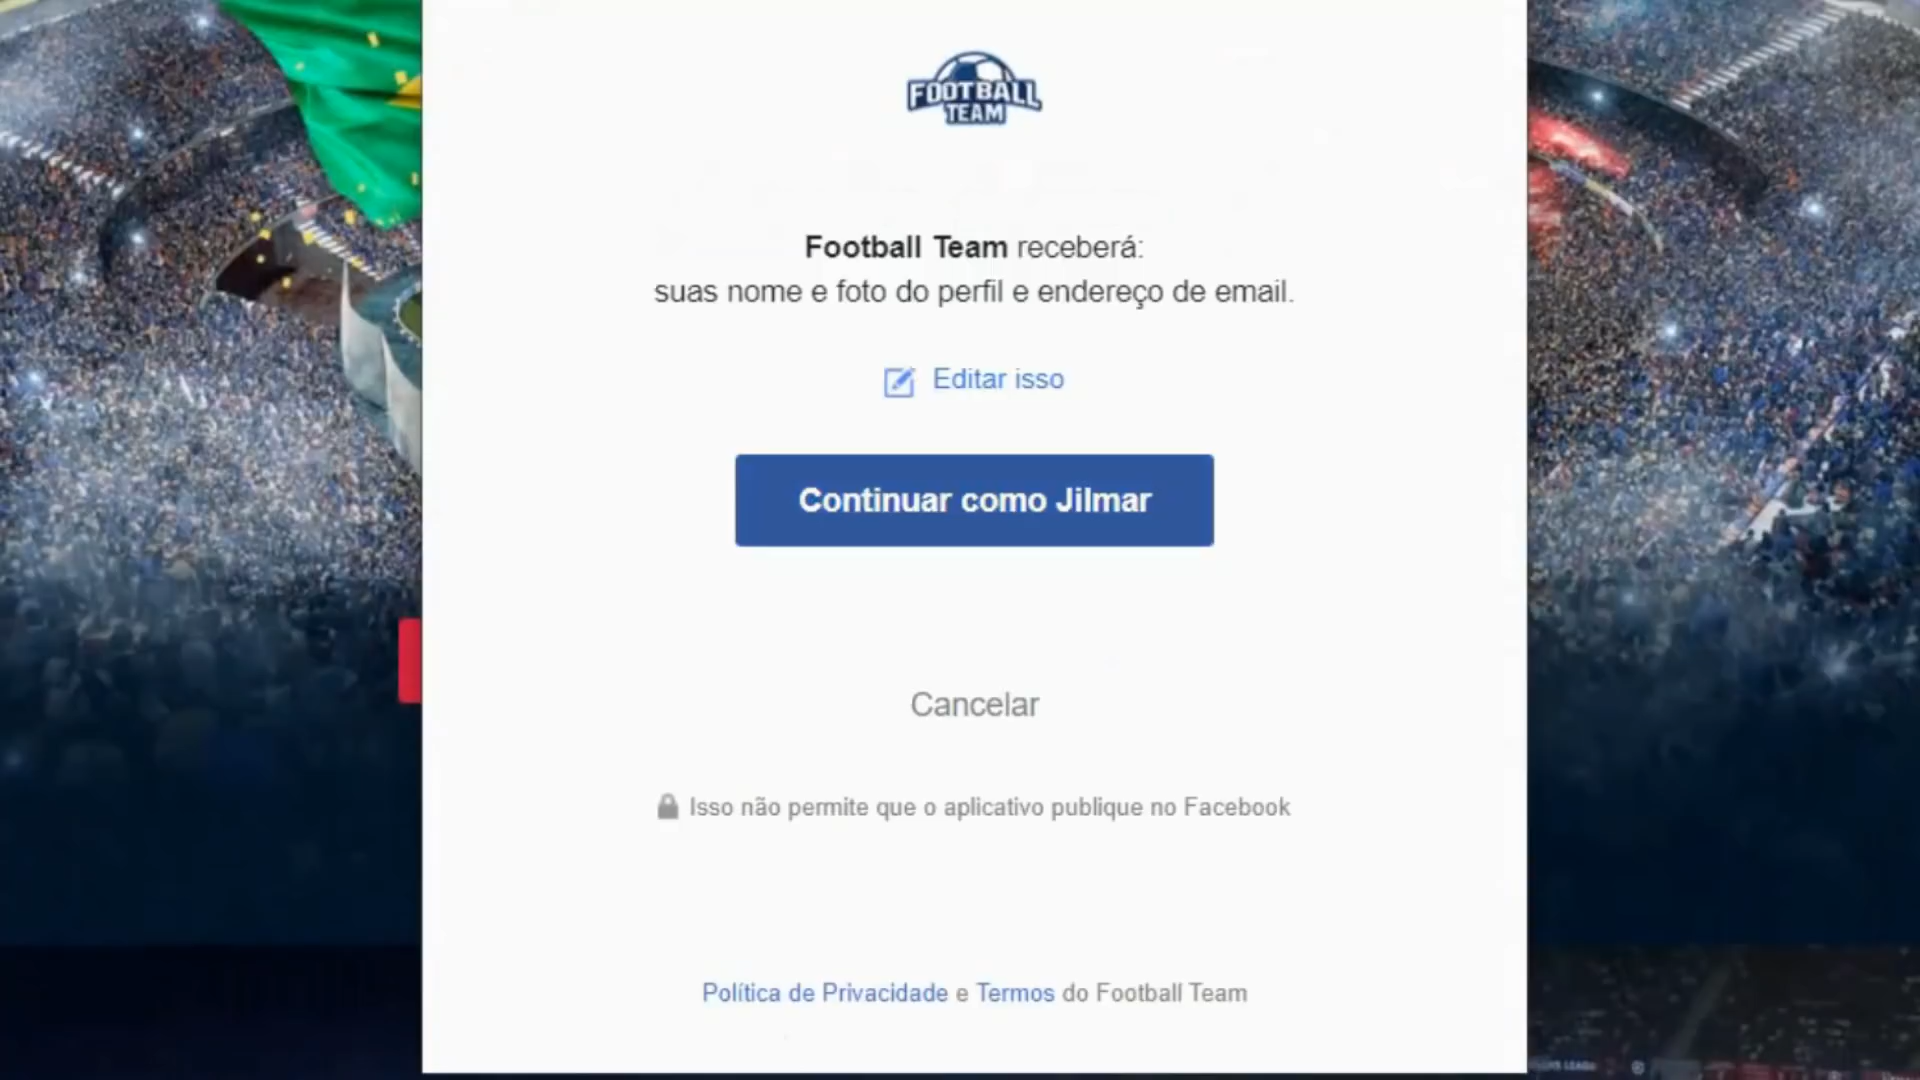 FOOTBALL
TEAM
Football Team receberá:
suas nome e foto do perfil e endereço de email.
Editar isso
Continuar como Jilmar
Cancelar
Isso não permite que o aplicativo publique no Facebook
Política de Privacidade e Termos do Football Team